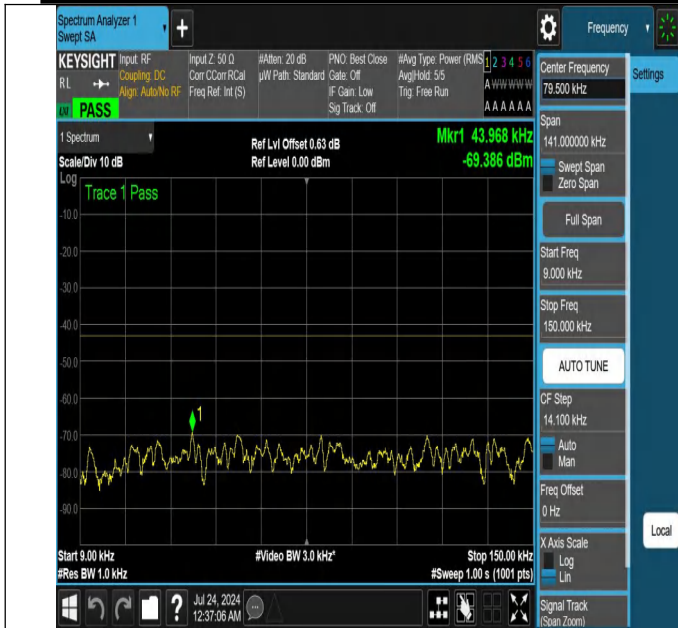 Spectrum Analyzer 1
Swept SA
+
Frequency
KEYSIGHT
RL
PASS
Input: RF
Coupling: DC
Align: Auto/No RF
Input Z: 50 Ω
Corr CCorr RCal
Freq Ref: Int (S)
#Atten: 20 dB
µW Path: Standard
PNO: Best Close
Gate: Off
IF Gain: Low
Sig Track: Off
#Avg Type: Power (RMS
Avg|Hold: 5/5
Trig: Free Run
1 2 3 4 5 6
A W W W W W
A A A A A A
Center Frequency
79.500 kHz
Settings
Span
141.000000 kHz
Swept Span
Zero Span
Full Span
Start Freq
9.000 kHz
Stop Freq
150.000 kHz
AUTO TUNE
CF Step
14.100 kHz
Auto
Man
Freq Offset
0 Hz
X Axis Scale
Log
Lin
Signal Track
(Span Zoom)
Local
1 Spectrum
Scale/Div 10 dB
Ref Lvl Offset 0.63 dB
Ref Level 0.00 dBm
Mkr1 43.968 kHz
-69.386 dBm
Log
Trace 1 Pass
-10.0
-20.0
-30.0
-40.0
-50.0
-60.0
-70.0
-80.0
-90.0
1
Start 9.00 kHz
#Res BW 1.0 kHz
#Video BW 3.0 kHz*
Stop 150.00 kHz
#Sweep 1.00 s (1001 pts)
?
Jul 24, 2024
12:37:06 AM